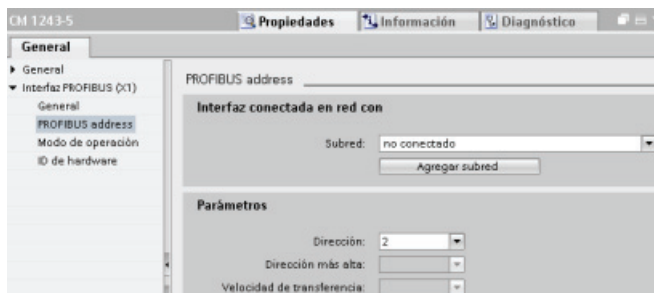 CM 1243-5
Propiedades
Información
Diagnóstico
General
General
Interfaz PROFIBUS (X1)
General
PROFIBUS address
Modo de operación
ID de hardware
PROFIBUS address
Interfaz conectada en red con
Subred: no conectado
Agregar subred
Parámetros
Dirección: 2
Dirección más alta:
Velocidad de transferencia: